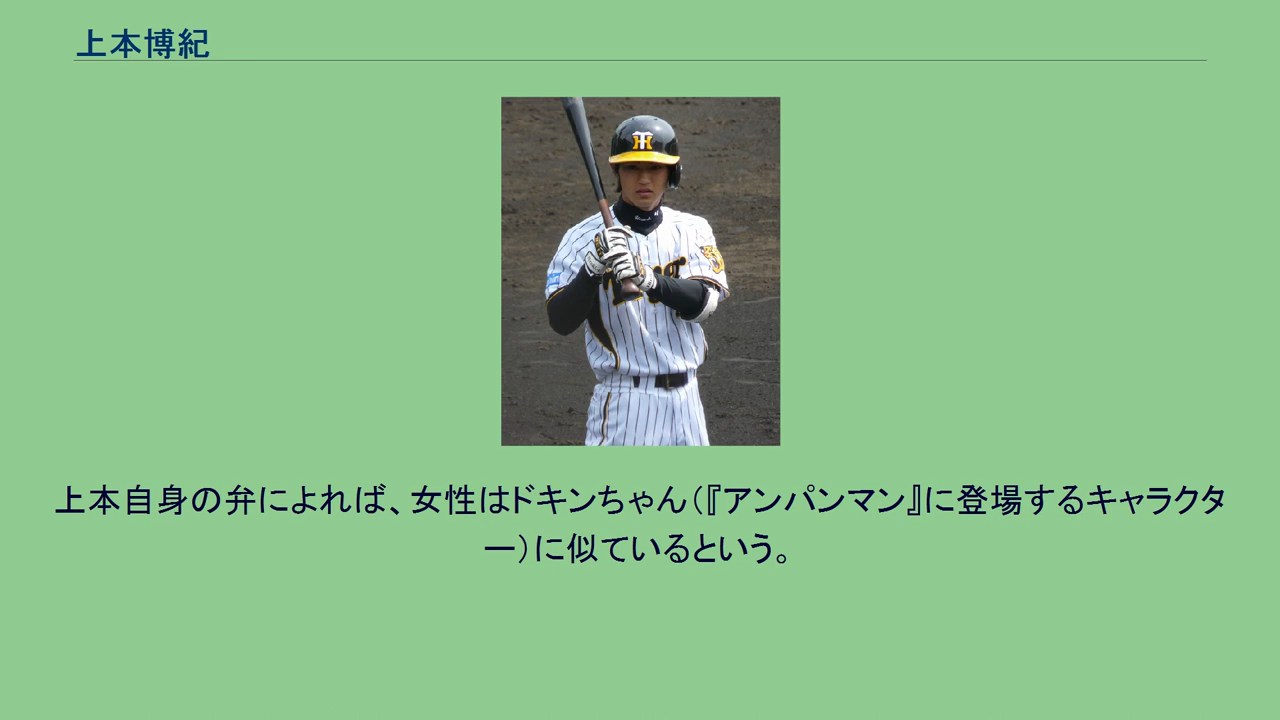 上本博紀
上本自身の弁によれば、女性はドキンちゃん(『アンパンマン』に登場するキャラクタ
ー)に似ているという。